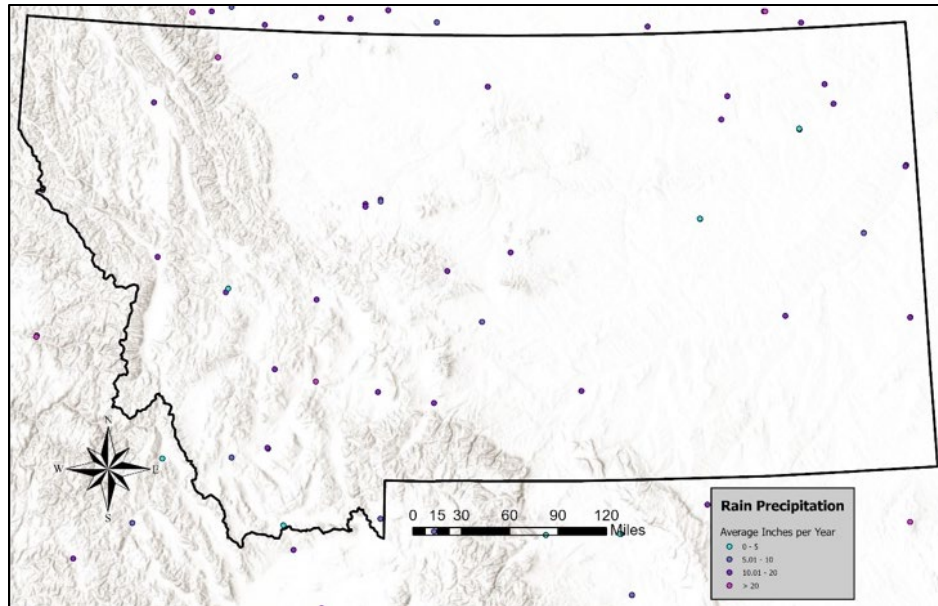 N
W E
S
0 15 30 60 90 120
Miles
Rain Precipitation
Average Inches per Year
0 - 5
5.01 - 10
10.01 - 20
> 20